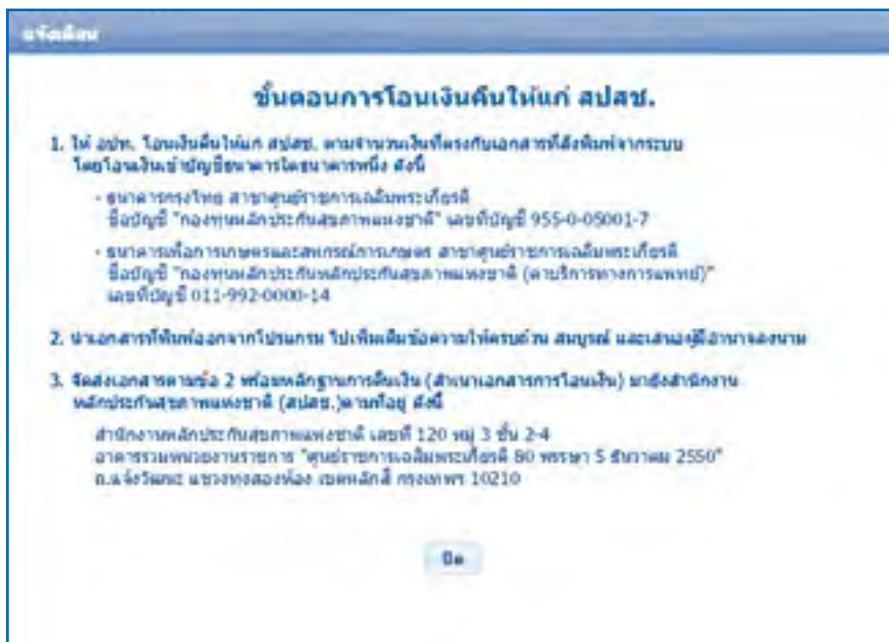 แจ้งเตือน
ขั้นตอนการโอนเงินคืนให้แก่ สปสช.
1. ให้ อปท. โอนเงินคืนให้แก่ สปสช. ตามจำนวนเงินที่ตรงกับเอกสารที่สั่งพิมพ์จากระบบ
โดยโอนเงินเข้าบัญชีธนาคารใดธนาคารหนึ่ง ดังนี้
- ธนาคารกรุงไทย สาขาศูนย์ราชการเฉลิมพระเกียรติ
ชื่อบัญชี "กองทุนหลักประกันสุขภาพแห่งชาติ" เลขที่บัญชี 955-0-05001-7
- ธนาคารเพื่อการเกษตรและสหกรณ์การเกษตร สาขาศูนย์ราชการเฉลิมพระเกียรติ
ชื่อบัญชี "กองทุนหลักประกันหลักประกันสุขภาพแห่งชาติ (ค่าบริการทางการแพทย์)"
เลขที่บัญชี 011-992-0000-14
2. นำเอกสารที่พิมพ์ออกจากโปรแกรม ไปเพิ่มเติมข้อความให้ครบถ้วน สมบูรณ์ และเสนอผู้มีอำนาจลงนาม
3. จัดส่งเอกสารตามข้อ 2 พร้อมหลักฐานการคืนเงิน (สำเนาเอกสารการโอนเงิน) มายังสำนักงาน
หลักประกันสุขภาพแห่งชาติ (สปสช.)ตามที่อยู่ ดังนี้
สำนักงานหลักประกันสุขภาพแห่งชาติ เลขที่ 120 หมู่ 3 ชั้น 2-4
อาคารรวมหน่วยงานราชการ "ศูนย์ราชการเฉลิมพระเกียรติ 80 พรรษา 5 ธันวาคม 2550"
ถ.แจ้งวัฒนะ แขวงทุ่งสองห้อง เขตหลักสี่ กรุงเทพฯ 10210
ปิด